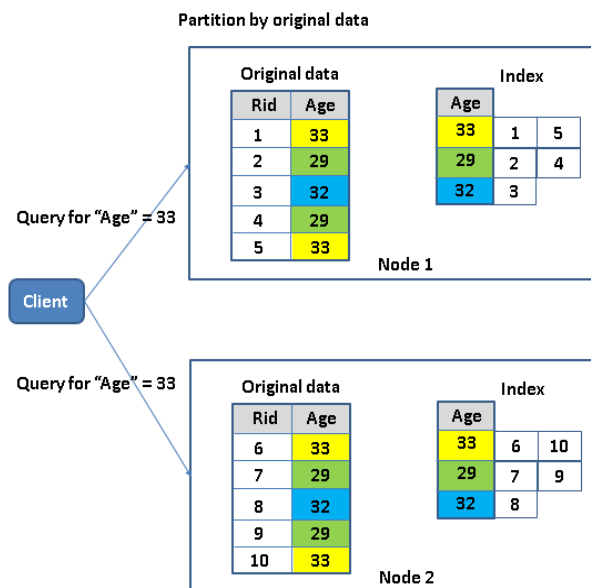 Partition by original data
Original data
Index
Rid Age
Age
1 33
33 1 5
2 29
29 2 4
3 32
32 3
4 29
5 33
Node 1
Query for “Age” = 33
Client
Query for “Age” = 33
Original data
Index
Rid Age
Age
6 33
33 6 10
7 29
29 7 9
8 32
32 8
9 29
10 33
Node 2